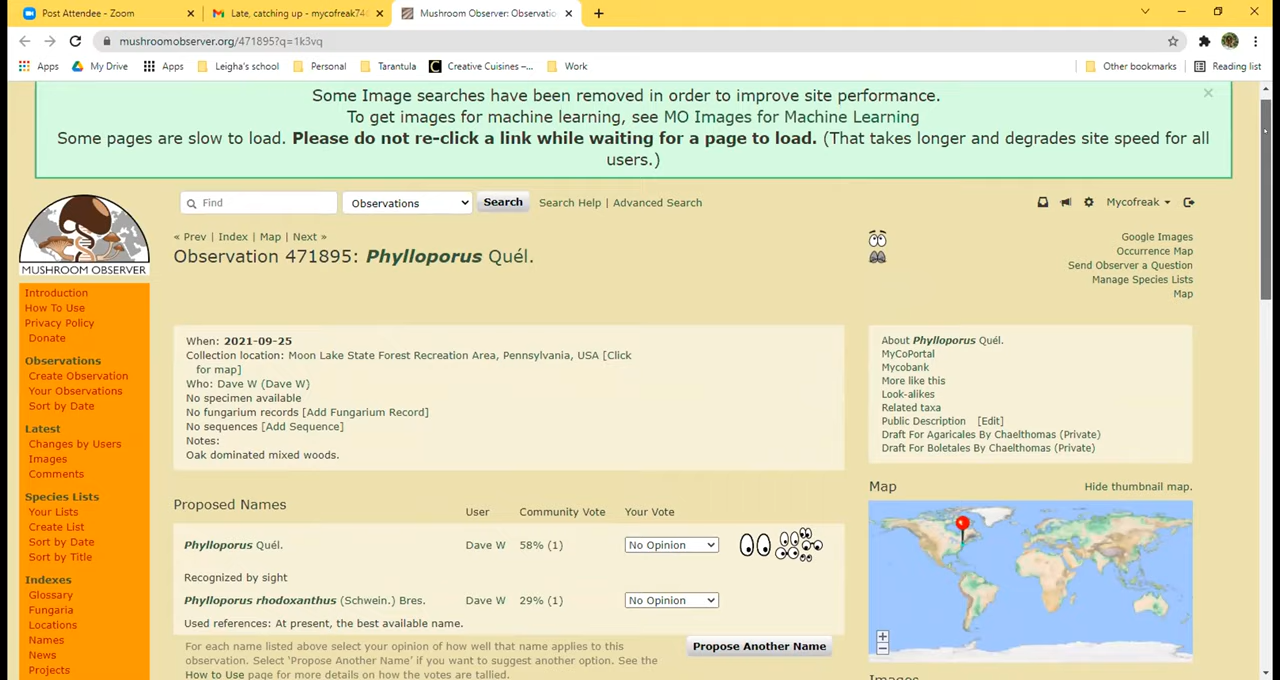 Post Attendee - Zoom
Late, catching up - mycofreak74
Mushroom Observer: Observatio
mushroomobserver.org/471895?q=1k3vq
Apps
My Drive
Apps
Leigha's school
Personal
Tarantula
Creative Cuisines –...
Work
Other bookmarks
Reading list
Some Image searches have been removed in order to improve site performance.
To get images for machine learning, see MO Images for Machine Learning
Some pages are slow to load. Please do not re-click a link while waiting for a page to load. (That takes longer and degrades site speed for all
users.)
MUSHROOM OBSERVER
Find
Observations
Search
Search Help | Advanced Search
Mycofreak
« Prev | Index | Map | Next »
Observation 471895: Phylloporus Quél.
Google Images
Occurrence Map
Send Observer a Question
Manage Species Lists
Map
Introduction
How To Use
Privacy Policy
Donate
Observations
Create Observation
Your Observations
Sort by Date
Latest
Changes by Users
Images
Comments
Species Lists
Your Lists
Create List
Sort by Date
Sort by Title
Indexes
Glossary
Fungaria
Locations
Names
News
Projects
When: 2021-09-25
Collection location: Moon Lake State Forest Recreation Area, Pennsylvania, USA [Click
for map]
Who: Dave W (Dave W)
No specimen available
No fungarium records [Add Fungarium Record]
No sequences [Add Sequence]
Notes:
Oak dominated mixed woods.
About Phylloporus Quél.
MyCoPortal
Mycobank
More like this
Look-alikes
Related taxa
Public Description [Edit]
Draft For Agaricales By Chaelthomas (Private)
Draft For Boletales By Chaelthomas (Private)
Proposed Names
User
Community Vote
Your Vote
Phylloporus Quél.
Dave W
58% (1)
No Opinion
Recognized by sight
Phylloporus rhodoxanthus (Schwein.) Bres.
Dave W
29% (1)
No Opinion
Used references: At present, the best available name.
For each name listed above select your opinion of how well that name applies to this
observation. Select 'Propose Another Name' if you want to suggest another option. See the
How to Use page for more details on how the votes are tallied.
Propose Another Name
Map
Hide thumbnail map.
Images